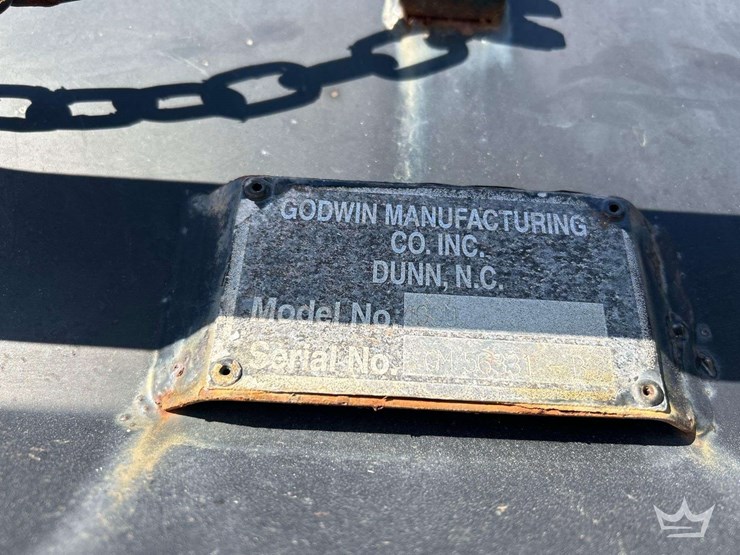 GODWIN MANUFACTURING
CO. INC.
DUNN, N.C.
Model No.
Serial No.